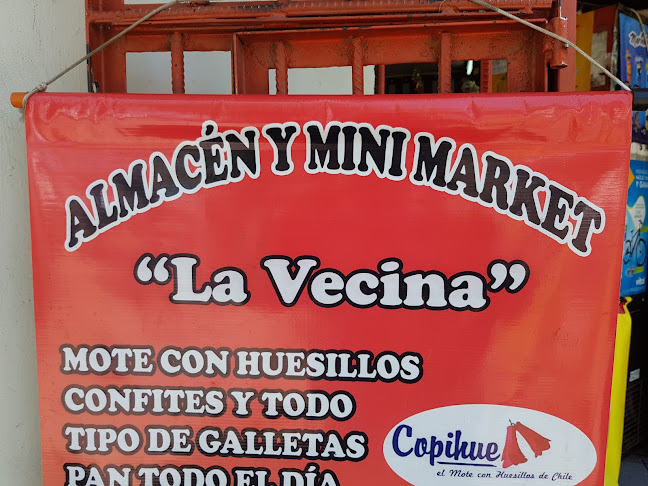 ALMACÉN Y MINI MARKET
“La Vecina”
MOTE CON HUESILLOS
CONFITES Y TODO
TIPO DE GALLETAS
PAN TODO EL DÍA
Copihue
el Mote con Huesillos de Chile